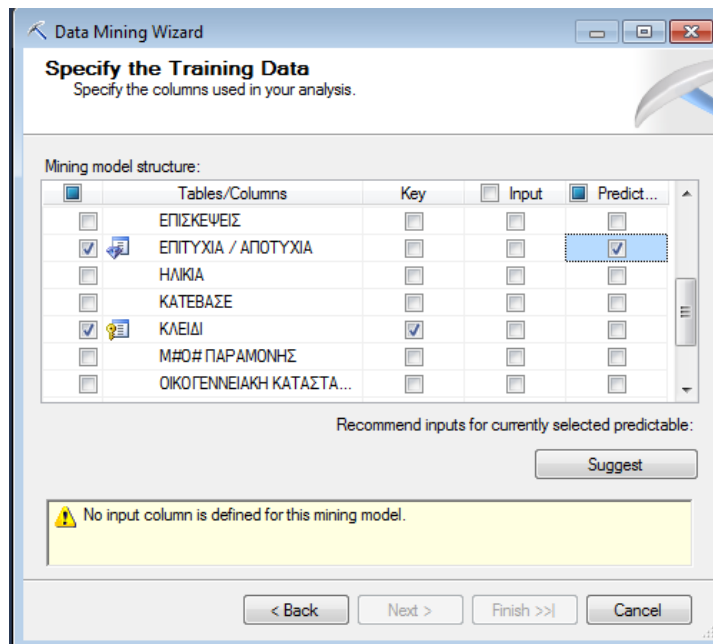 Data Mining Wizard
Specify the Training Data
Specify the columns used in your analysis.
Mining model structure:
Tables/Columns Key Input Predict...
ΕΠΙΣΚΕΨΕΙΣ
ΕΠΙΤΥΧΙΑ / ΑΠΟΤΥΧΙΑ
ΗΛΙΚΙΑ
ΚΑΤΕΒΑΣΕ
ΚΛΕΙΔΙ
Μ#Ο# ΠΑΡΑΜΟΝΗΣ
ΟΙΚΟΓΕΝΝΕΙΑΚΗ ΚΑΤΑΣΤΑ...
Recommend inputs for currently selected predictable:
Suggest
No input column is defined for this mining model.
< Back Next > Finish >>| Cancel